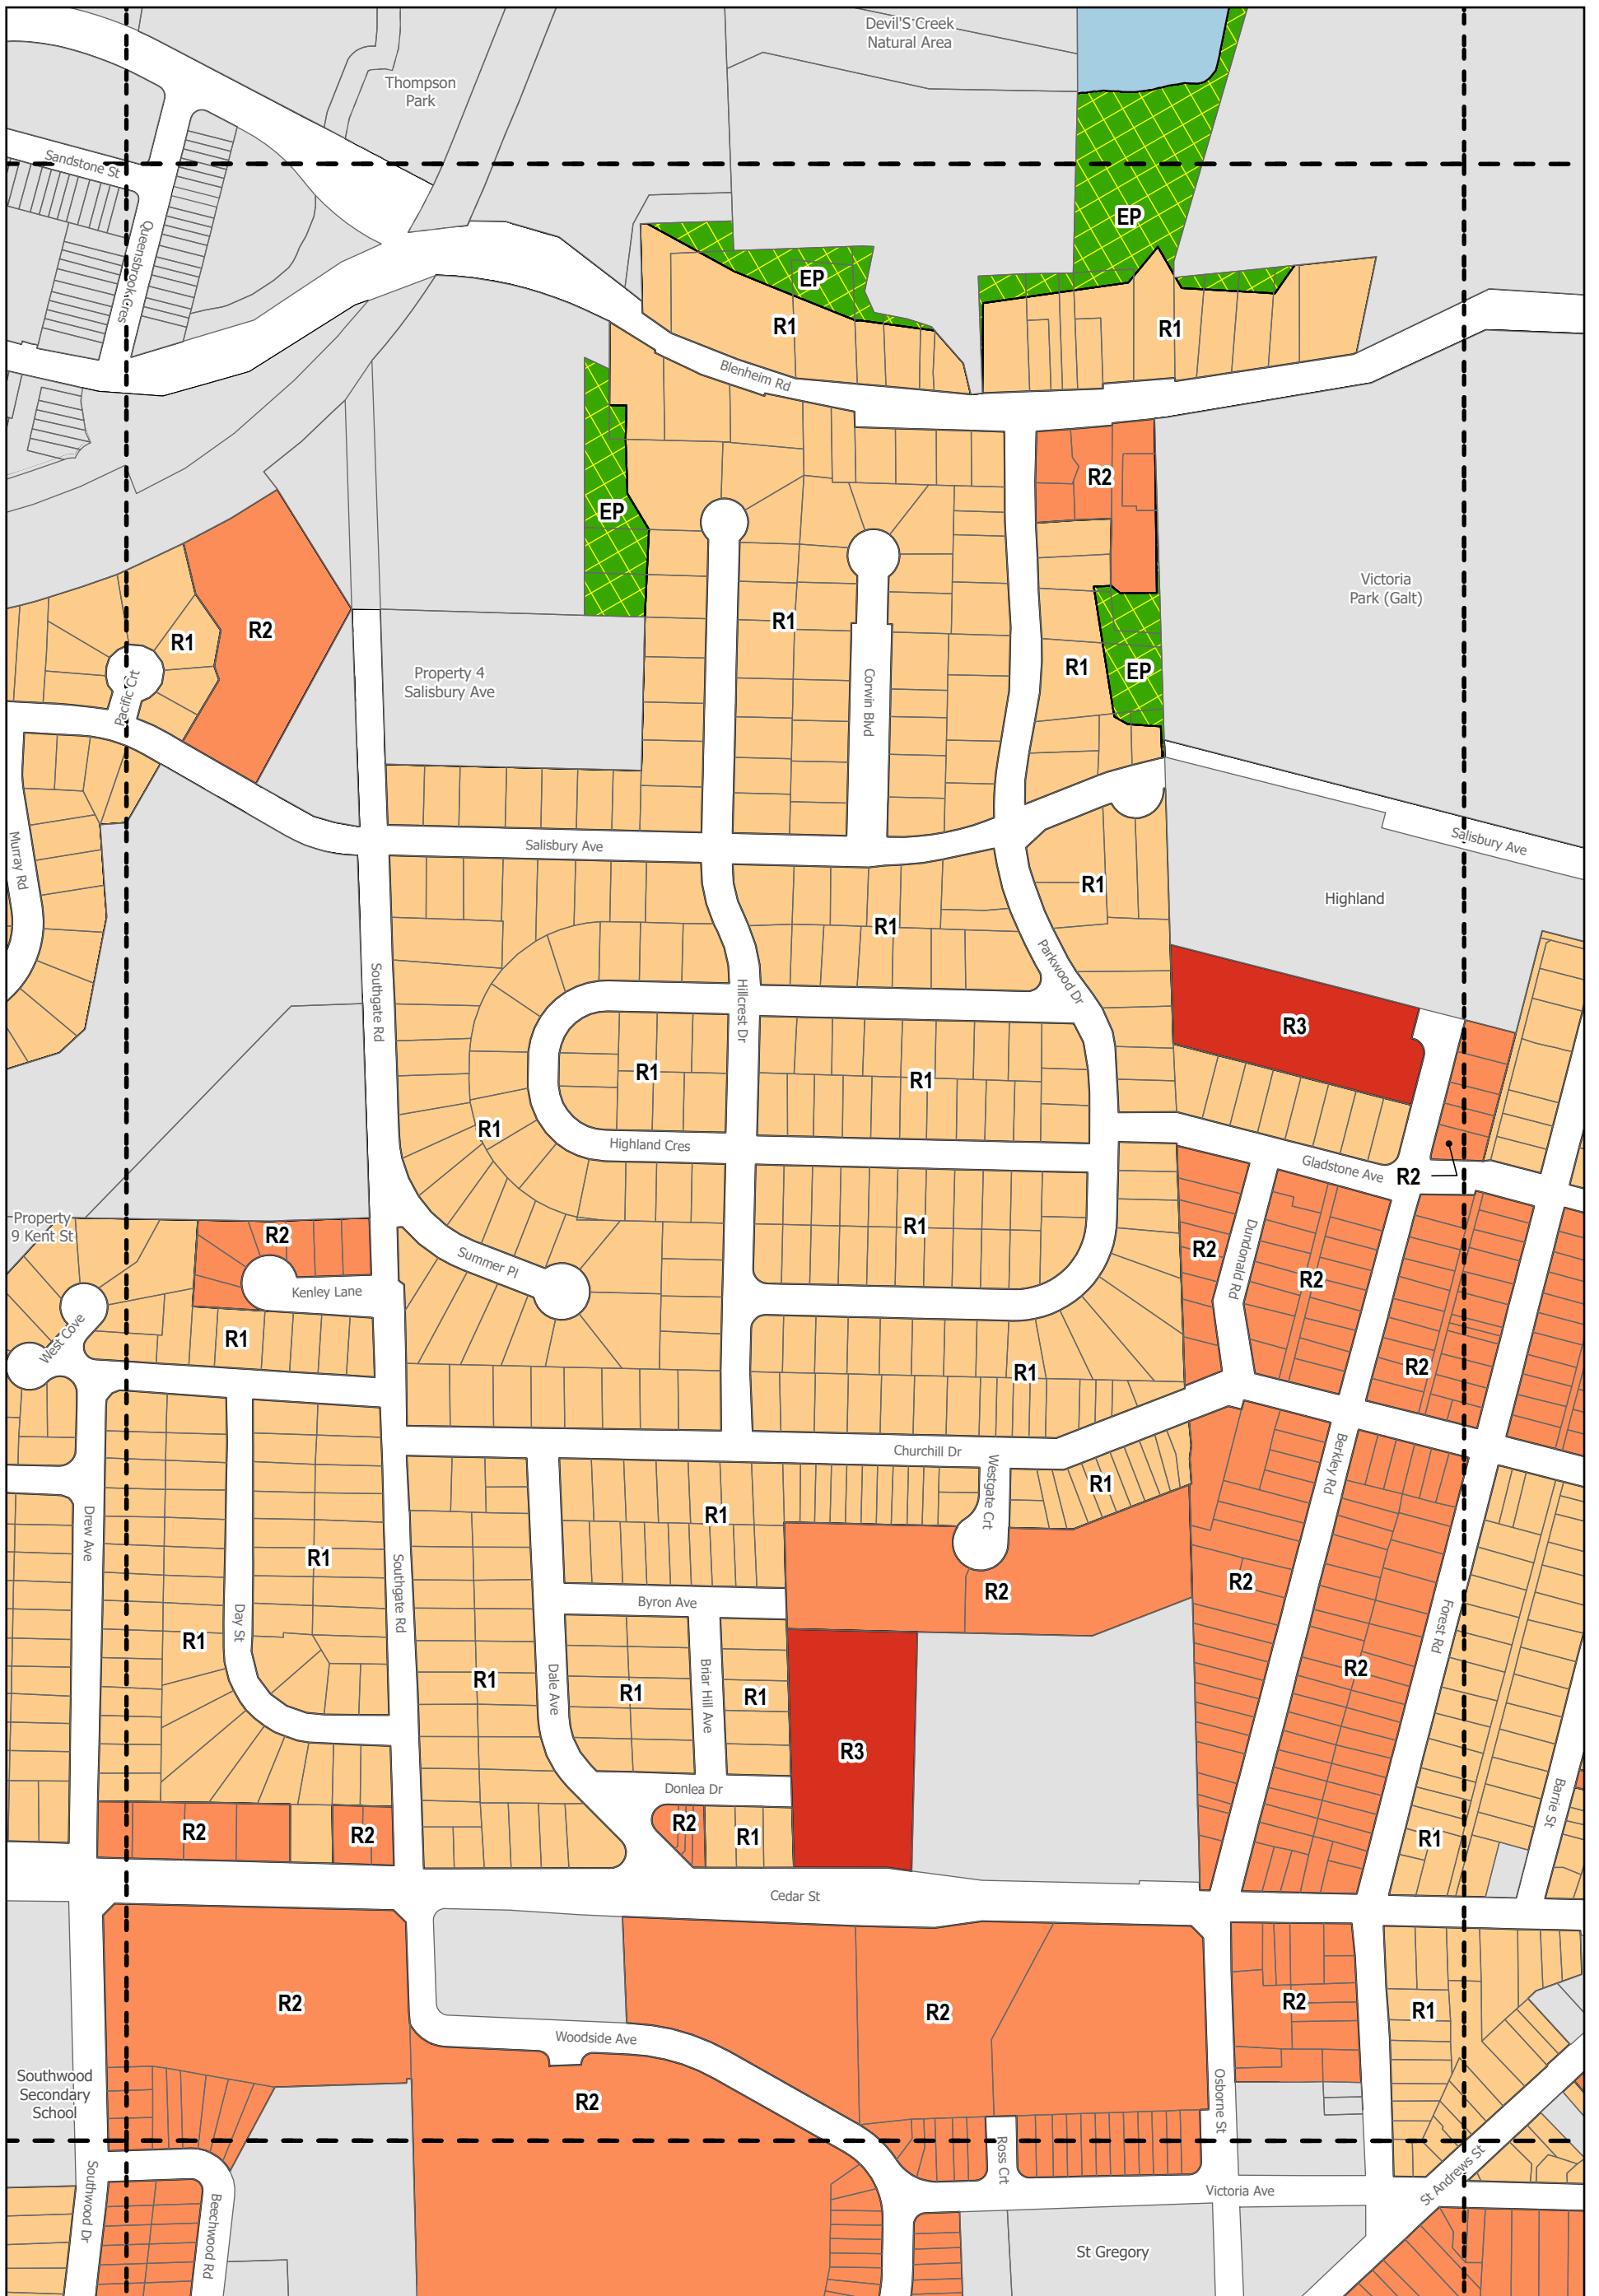 Devil'S Creek
Natural Area
Thompson
Park
Sandstone St
Queensbrook Cres
EP
EP
R1
R1
Blenheim Rd
R2
EP
Victoria
Park (Galt)
R1
R2
R1
R1
EP
Property 4
Salisbury Ave
Corwin Blvd
Pacific Crt
Murray Rd
Salisbury Ave
Salisbury Ave
R1
Highland
R1
Parkwood Dr
Southgate Rd
Hillcrest Dr
R3
R1
R1
R1
Highland Cres
Gladstone Ave
R2
Property
9 Kent St
R2
R1
R2
Dundonald Rd
R2
Summer Pl
Kenley Lane
West Cove
R1
R1
R2
Churchill Dr
Westgate Crt
Berkley Rd
R1
R1
Drew Ave
R1
Southgate Rd
R2
R2
Byron Ave
Day St
R1
Forest Rd
R1
Dale Ave
R1
Briar Hill Ave
R1
R2
R3
Donlea Dr
Barrie St
R2
R2
R2
R1
R1
Cedar St
R2
R2
R2
R1
Woodside Ave
Southwood
Secondary
School
R2
Osborne St
Ross Crt
St Andrews St
Southwood Dr
Beechwood Rd
Victoria Ave
St Gregory